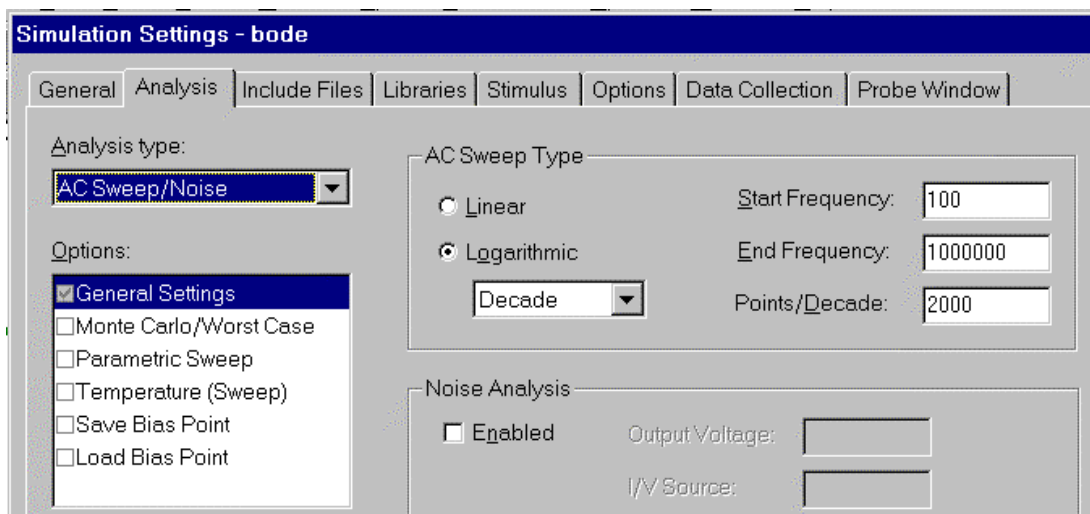 Simulation Settings - bode
General Analysis Include Files Libraries Stimulus Options Data Collection Probe Window
Analysis type:
AC Sweep/Noise
Options:
General Settings
Monte Carlo/Worst Case
Parametric Sweep
Temperature (Sweep)
Save Bias Point
Load Bias Point
AC Sweep Type
Linear
Logarithmic
Decade
Start Frequency: 100
End Frequency: 1000000
Points/Decade: 2000
Noise Analysis
Enabled
Output Voltage:
I/V Source: